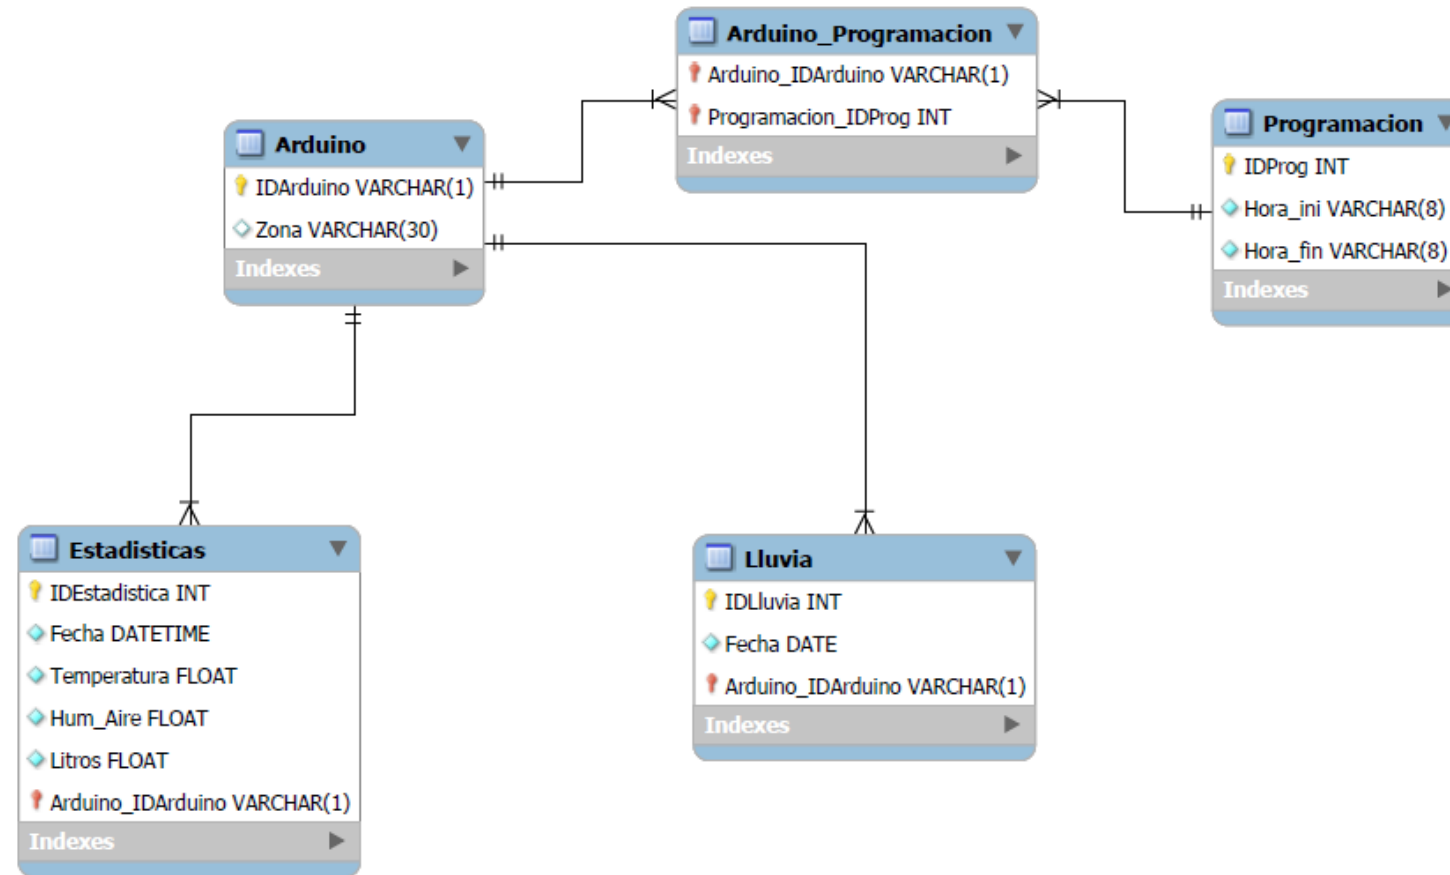 Arduino_Programacion
Arduino_IDArduino VARCHAR(1)
Programacion_IDProg INT
Indexes
Arduino
IDArduino VARCHAR(1)
Zona VARCHAR(30)
Indexes
Programacion
IDProg INT
Hora_ini VARCHAR(8)
Hora_fin VARCHAR(8)
Indexes
Estadisticas
IDEstadistica INT
Fecha DATETIME
Temperatura FLOAT
Hum_Aire FLOAT
Litros FLOAT
Arduino_IDArduino VARCHAR(1)
Indexes
Lluvia
IDLluvia INT
Fecha DATE
Arduino_IDArduino VARCHAR(1)
Indexes